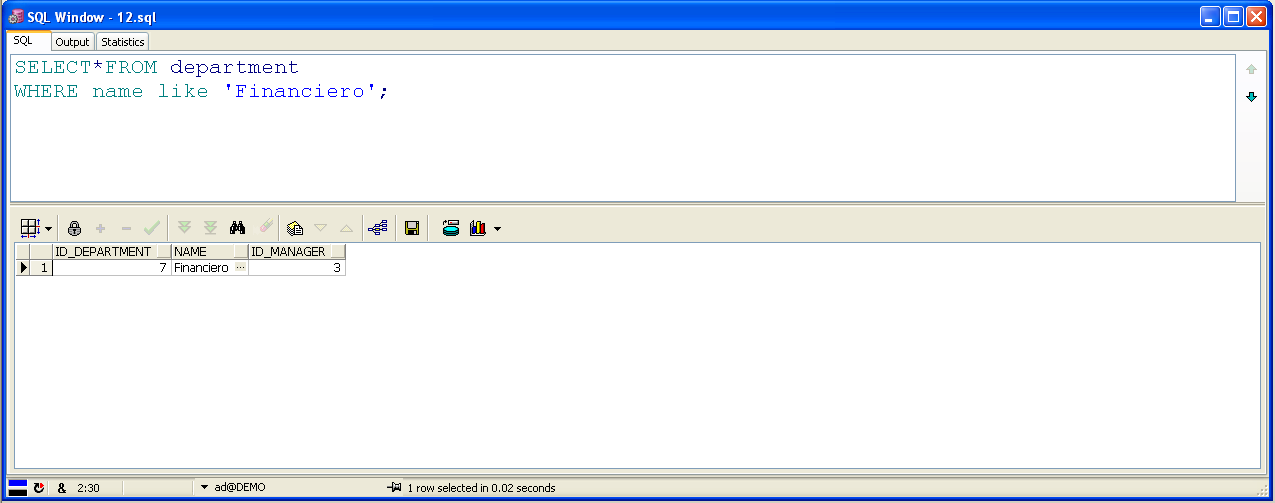 SQL Window - 12.sql
SQL Output Statistics
SELECT*FROM department
WHERE name like 'Financiero';
ID_DEPARTMENT NAME ID_MANAGER
1 7 Financiero ... 3
& 2:30 ad@DEMO 1 row selected in 0.02 seconds